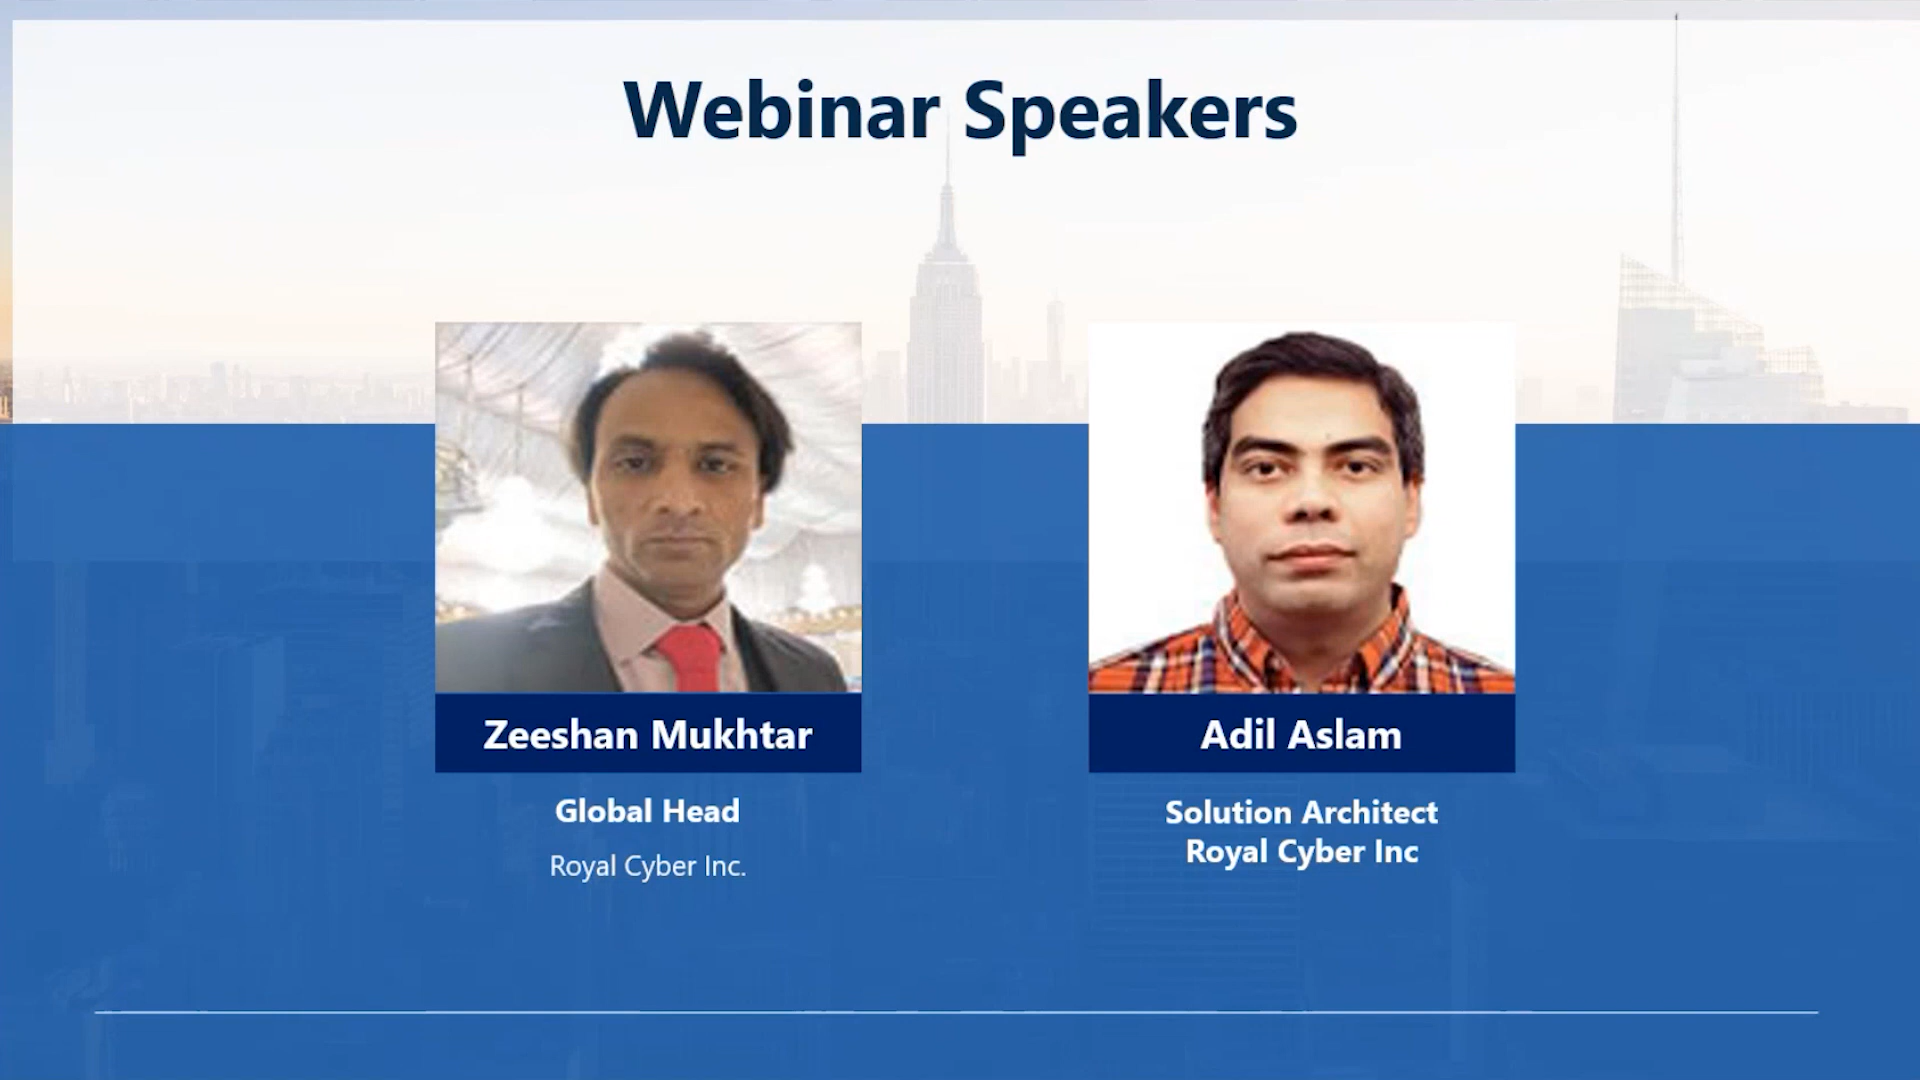 Webinar Speakers
Zeeshan Mukhtar
Global Head
Royal Cyber Inc.
Adil Aslam
Solution Architect
Royal Cyber Inc